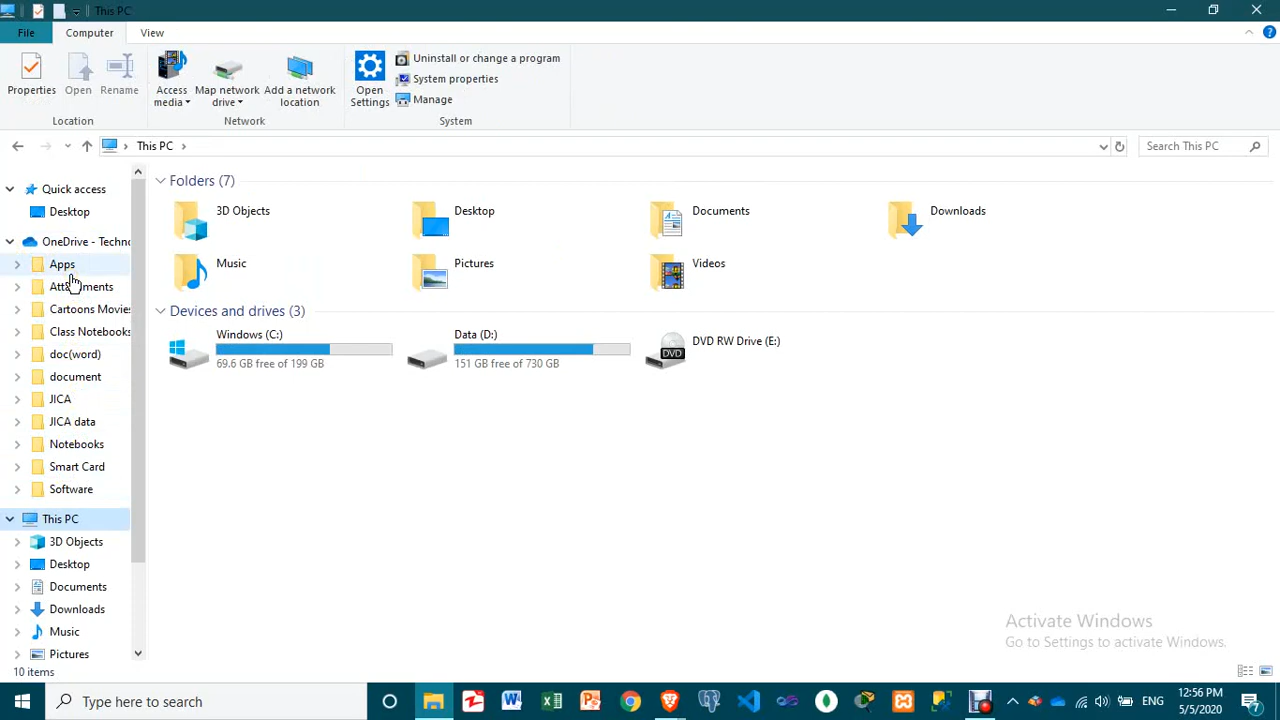 This PC
File Computer View
Properties Open Rename Access media Map network drive Add a network location Open Settings Uninstall or change a program
System properties
Manage
Location Network System
This PC Search This PC
Quick access
Desktop
OneDrive - Techno
Apps
Attachments
Cartoons Movies
Class Notebooks
doc(word)
document
JICA
JICA data
Notebooks
Smart Card
Software
This PC
3D Objects
Desktop
Documents
Downloads
Music
Pictures
Folders (7)
3D Objects Desktop Documents Downloads
Music Pictures Videos
Devices and drives (3)
Windows (C:) Data (D:) DVD RW Drive (E:)
69.6 GB free of 199 GB 151 GB free of 730 GB
DVD
Activate Windows
Go to Settings to activate Windows.
10 items
Type here to search
ENG
12:56 PM
5/5/2020
7